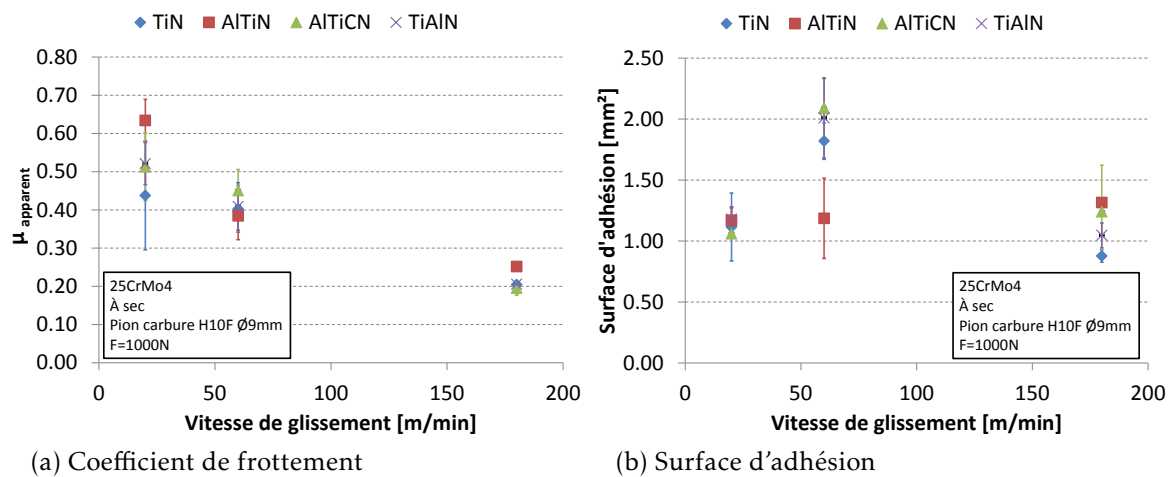 TiN AlTiN AlTiCN TiAlN
0.80
0.70
0.60
0.50
0.40
0.30
0.20
0.10
0.00
µ apparent
25CrMo4
À sec
Pion carbure H10F Ø9mm
F=1000N
0 50 100 150 200
Vitesse de glissement [m/min]
(a) Coefficient de frottement
TiN AlTiN AlTiCN TiAlN
2.50
2.00
1.50
1.00
0.50
0.00
Surface d'adhésion [mm²]
25CrMo4
À sec
Pion carbure H10F Ø9mm
F=1000N
0 50 100 150 200
Vitesse de glissement [m/min]
(b) Surface d’adhésion